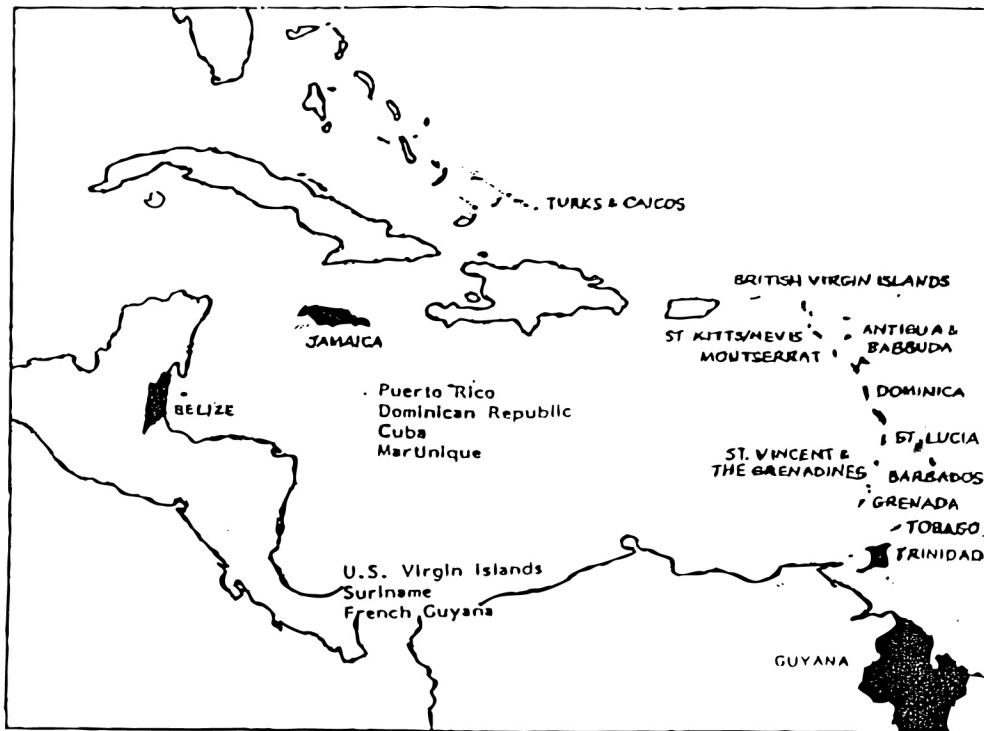 TURKS & CAICOS
BRITISH VIRGIN ISLANDS
JAMAICA
ST KITTS/NEVIS
MONTSERRAT
ANTIGUA &
BABBUDA
BELIZE
Puerto Rico
Dominican Republic
Cuba
Martinique
DOMINICA
ST. LUCIA
ST. VINCENT &
THE GRENADINES
BARBADOS
GRENADA
TOBAGO
TRINIDAD
U.S. Virgin Islands
Suriname
French Guyana
GUYANA